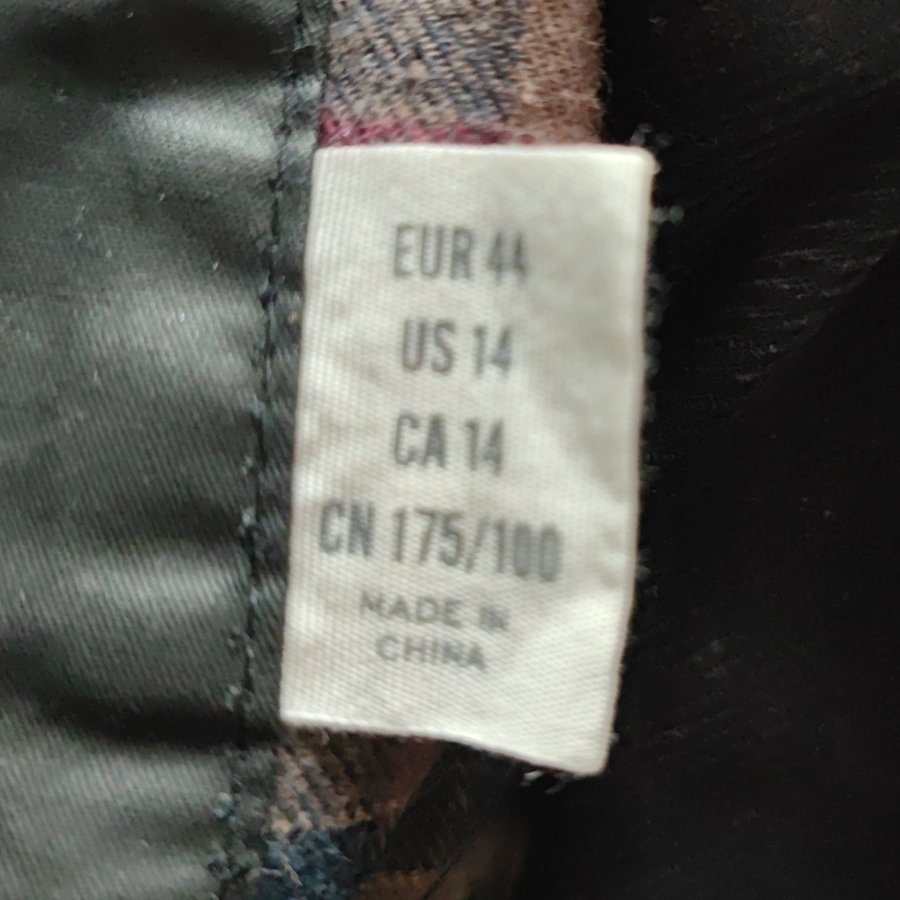 EUR 44
US 14
CA 14
CN 175/100
MADE IN
CHINA